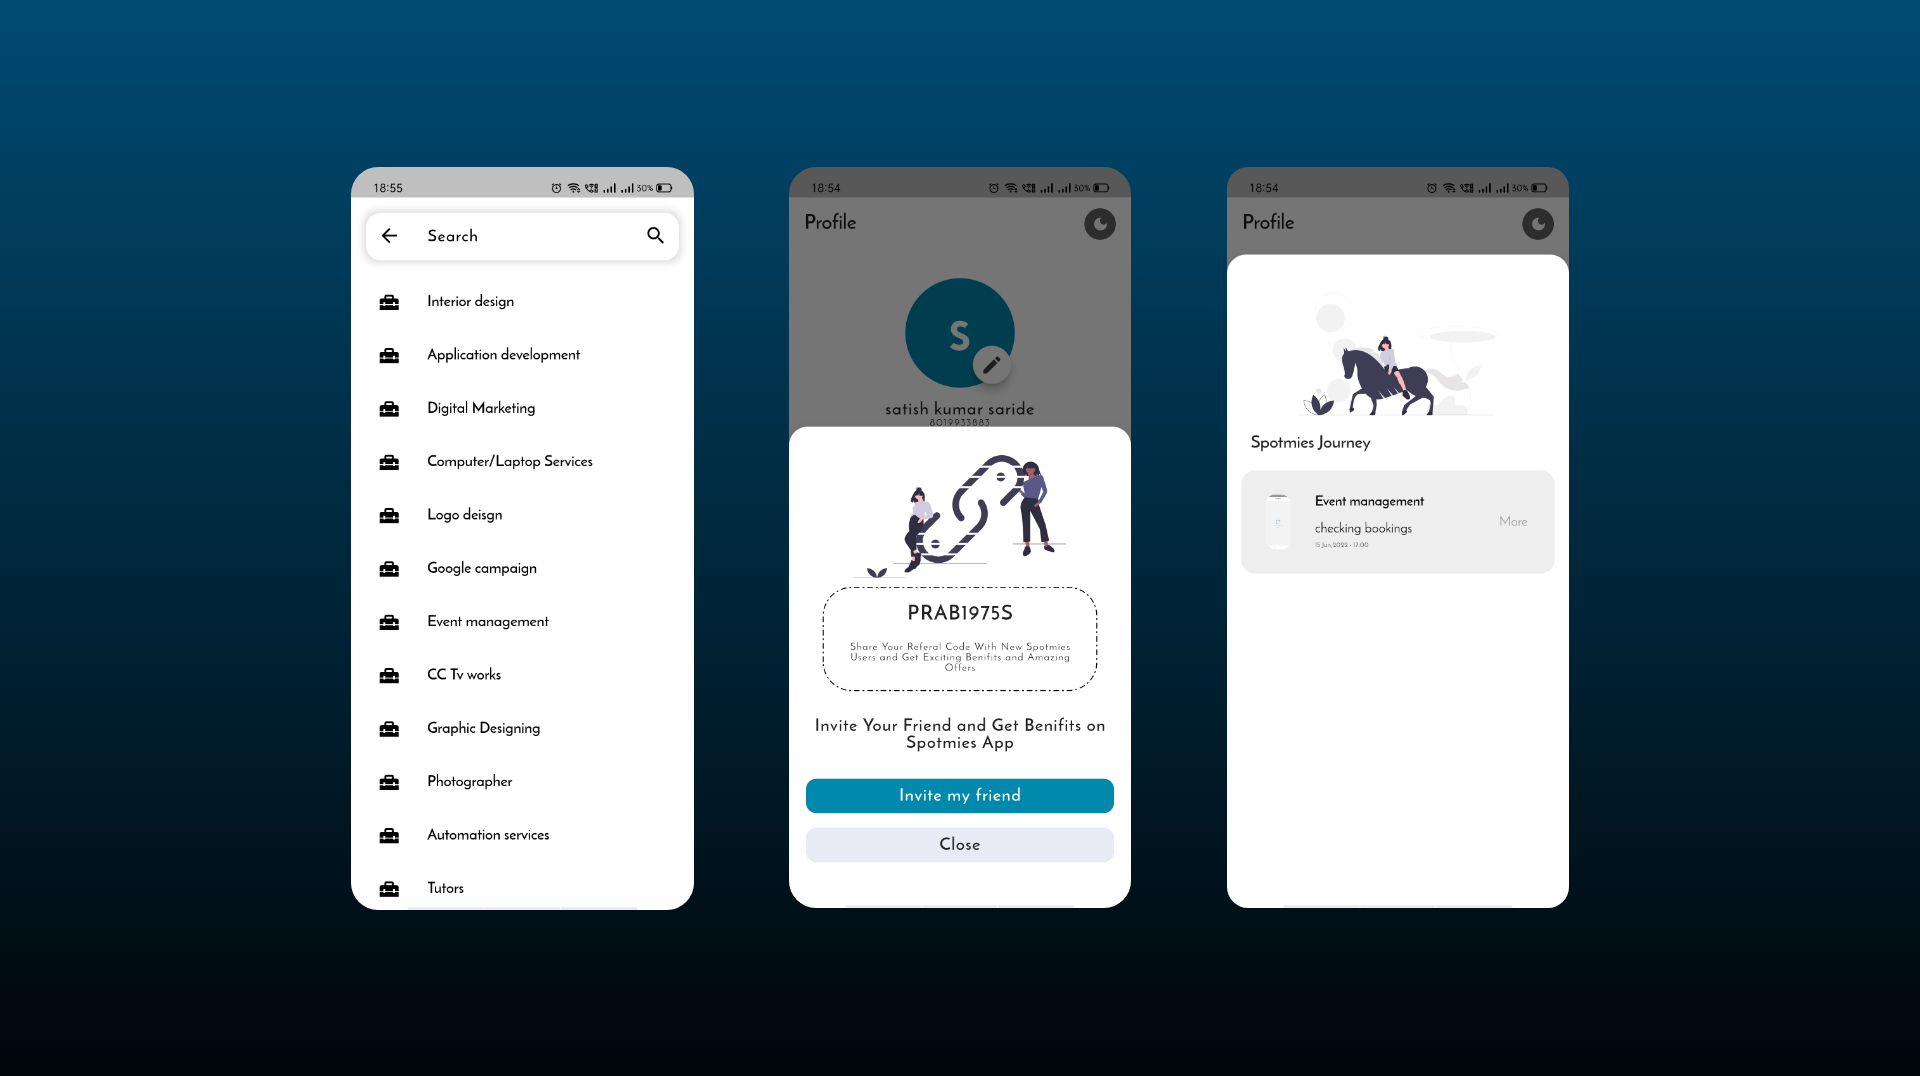 18:55
30%
Search
Interior design
Application development
Digital Marketing
Computer/Laptop Services
Logo deisgn
Google campaign
Event management
CC Tv works
Graphic Designing
Photographer
Automation services
Tutors
18:54
30%
Profile
S
satish kumar saride
8019933883
PRAB1975S
Share Your Referal Code With New Spotmies
Users and Get Exciting Benifits and Amazing
Offers
Invite Your Friend and Get Benifits on
Spotmies App
Invite my friend
Close
18:54
30%
Profile
Spotmies Journey
Event management
checking bookings
More
15 Jun,2022 - 17:00